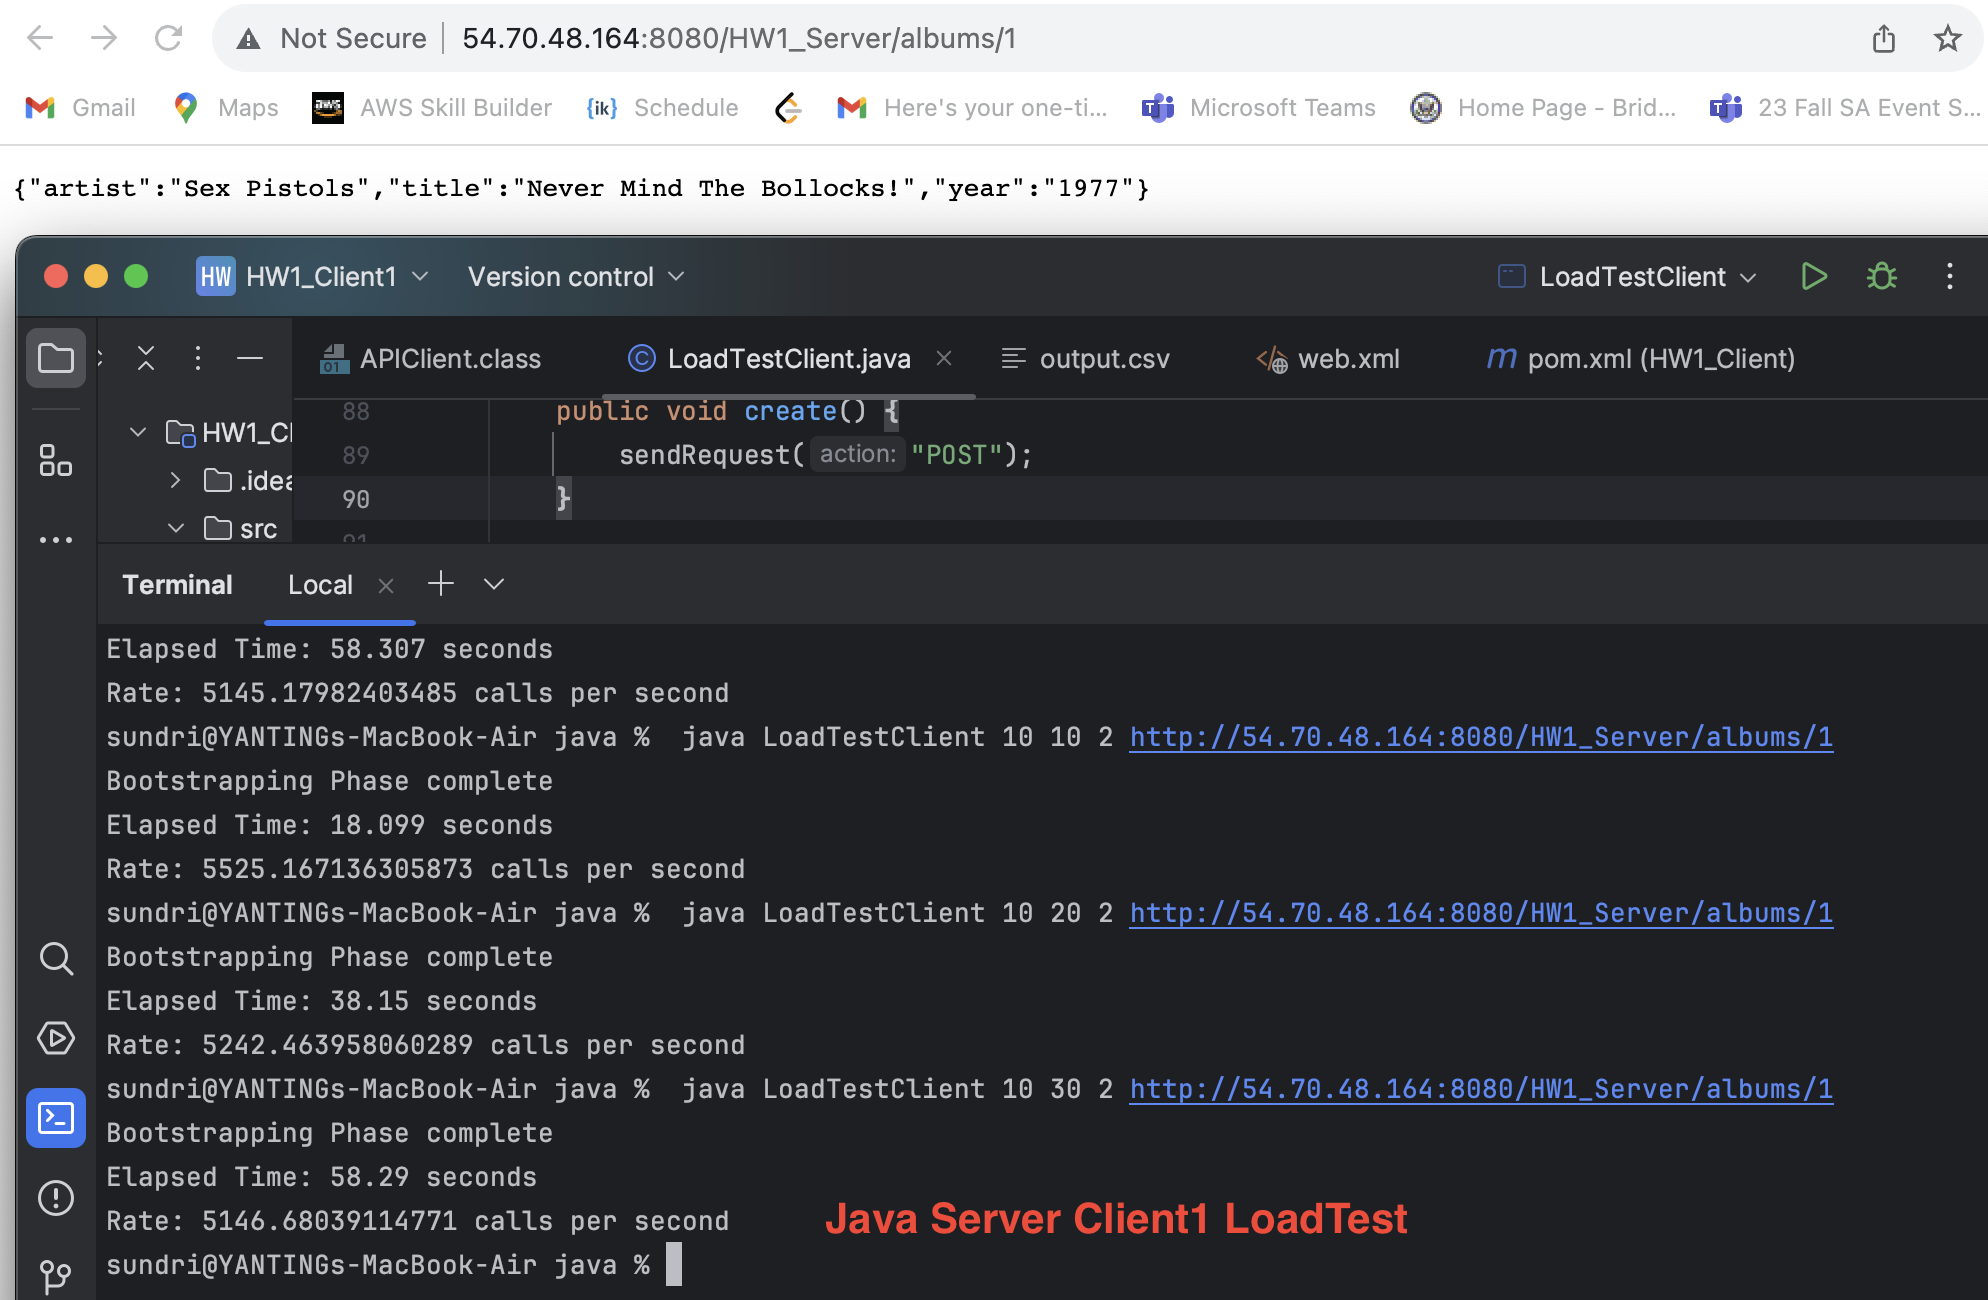 Not Secure 54.70.48.164:8080/HW1_Server/albums/1
Gmail Maps AWS Skill Builder {ik} Schedule Here's your one-ti... Microsoft Teams Home Page - Brid... 23 Fall SA Event S...
{"artist":"Sex Pistols","title":"Never Mind The Bollocks!","year":"1977"}
HW HW1_Client1 Version control LoadTestClient
APIClient.class LoadTestClient.java output.csv web.xml pom.xml (HW1_Client)
HW1_Cl
.idea
src
88 public void create() {
89 sendRequest( action: "POST");
90 }
91
Terminal Local
Elapsed Time: 58.307 seconds
Rate: 5145.17982403485 calls per second
sundri@YANTINGs-MacBook-Air java %  java LoadTestClient 10 10 2 http://54.70.48.164:8080/HW1_Server/albums/1
Bootstrapping Phase complete
Elapsed Time: 18.099 seconds
Rate: 5525.167136305873 calls per second
sundri@YANTINGs-MacBook-Air java %  java LoadTestClient 10 20 2 http://54.70.48.164:8080/HW1_Server/albums/1
Bootstrapping Phase complete
Elapsed Time: 38.15 seconds
Rate: 5242.463958060289 calls per second
sundri@YANTINGs-MacBook-Air java %  java LoadTestClient 10 30 2 http://54.70.48.164:8080/HW1_Server/albums/1
Bootstrapping Phase complete
Elapsed Time: 58.29 seconds
Rate: 5146.68039114771 calls per second
Java Server Client1 LoadTest
sundri@YANTINGs-MacBook-Air java %